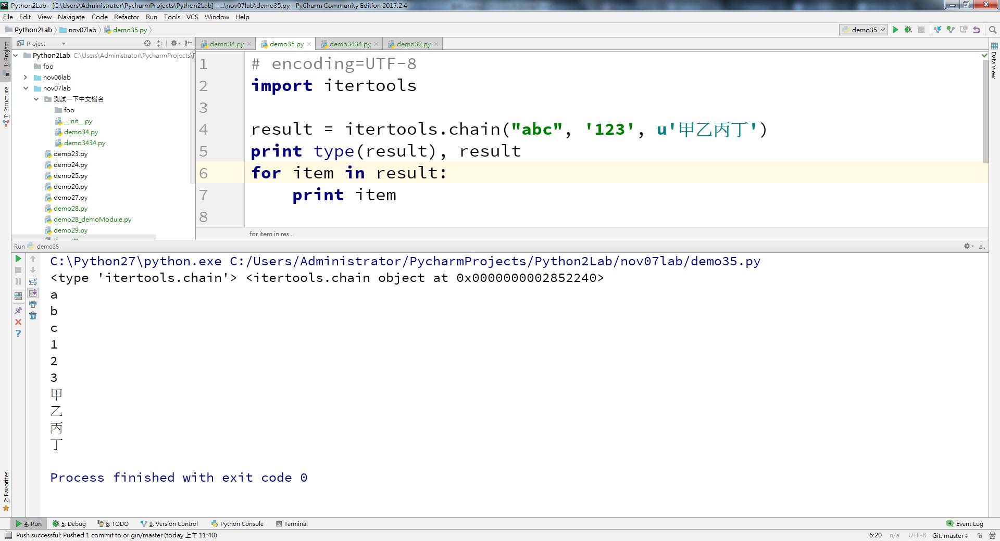 Python2Lab - [C:\Users\Administrator\PycharmProjects\Python2Lab] - ...\nov07lab\demo35.py - PyCharm Community Edition 2017.2.4
File Edit View Navigate Code Refactor Run Tools VCS Window Help
Python2Lab nov07lab demo35.py demo35
Project
demo34.py demo35.py demo3434.py demo32.py
1: Project
7: Structure
2: Favorites
Data View
Python2Lab C:\Users\Administrator\PycharmProjects\P
foo
nov06lab
nov07lab
測試一下中文檔名
foo
__init__.py
demo34.py
demo3434.py
demo23.py
demo24.py
demo25.py
demo26.py
demo27.py
demo28.py
demo28_demoModule.py
demo29.py
1 # encoding=UTF-8
2 import itertools
3
4 result = itertools.chain("abc", '123', u'甲乙丙丁')
5 print type(result), result
6 for item in result:
7 print item
8
for item in res...
Run demo35
C:\Python27\python.exe C:/Users/Administrator/PycharmProjects/Python2Lab/nov07lab/demo35.py
<type 'itertools.chain'> <itertools.chain object at 0x0000000002852240>
a
b
c
1
2
3
甲
乙
丙
丁
Process finished with exit code 0
4: Run 5: Debug 6: TODO 9: Version Control Python Console Terminal 4 Event Log
Push successful: Pushed 1 commit to origin/master (today 上午 11:40) 6:20 n/a UTF-8 Git: master